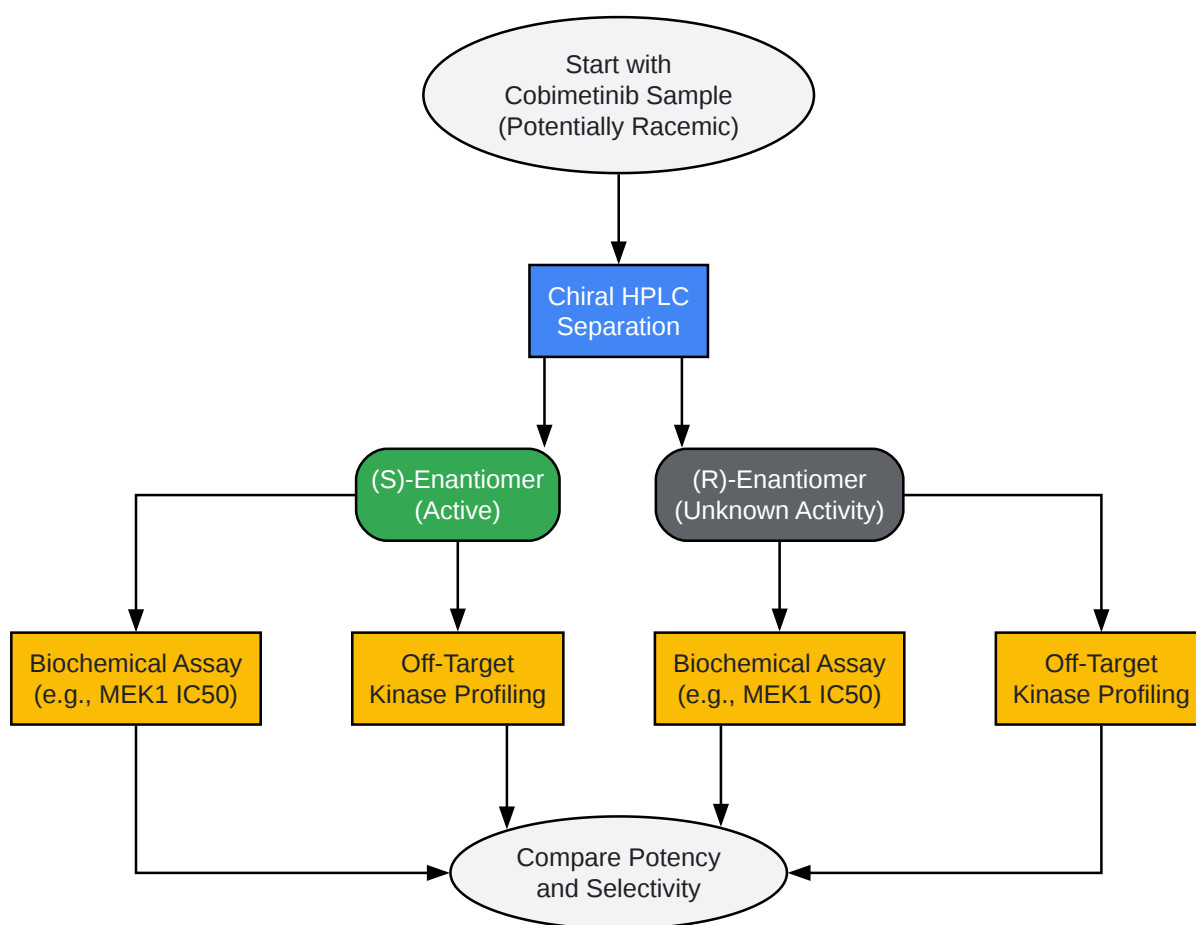 Start with
Cobimetinib Sample
(Potentially Racemic)
Chiral HPLC
Separation
(S)-Enantiomer
(Active)
(R)-Enantiomer
(Unknown Activity)
Biochemical Assay
(e.g., MEK1 IC50)
Off-Target
Kinase Profiling
Biochemical Assay
(e.g., MEK1 IC50)
Off-Target
Kinase Profiling
Compare Potency
and Selectivity